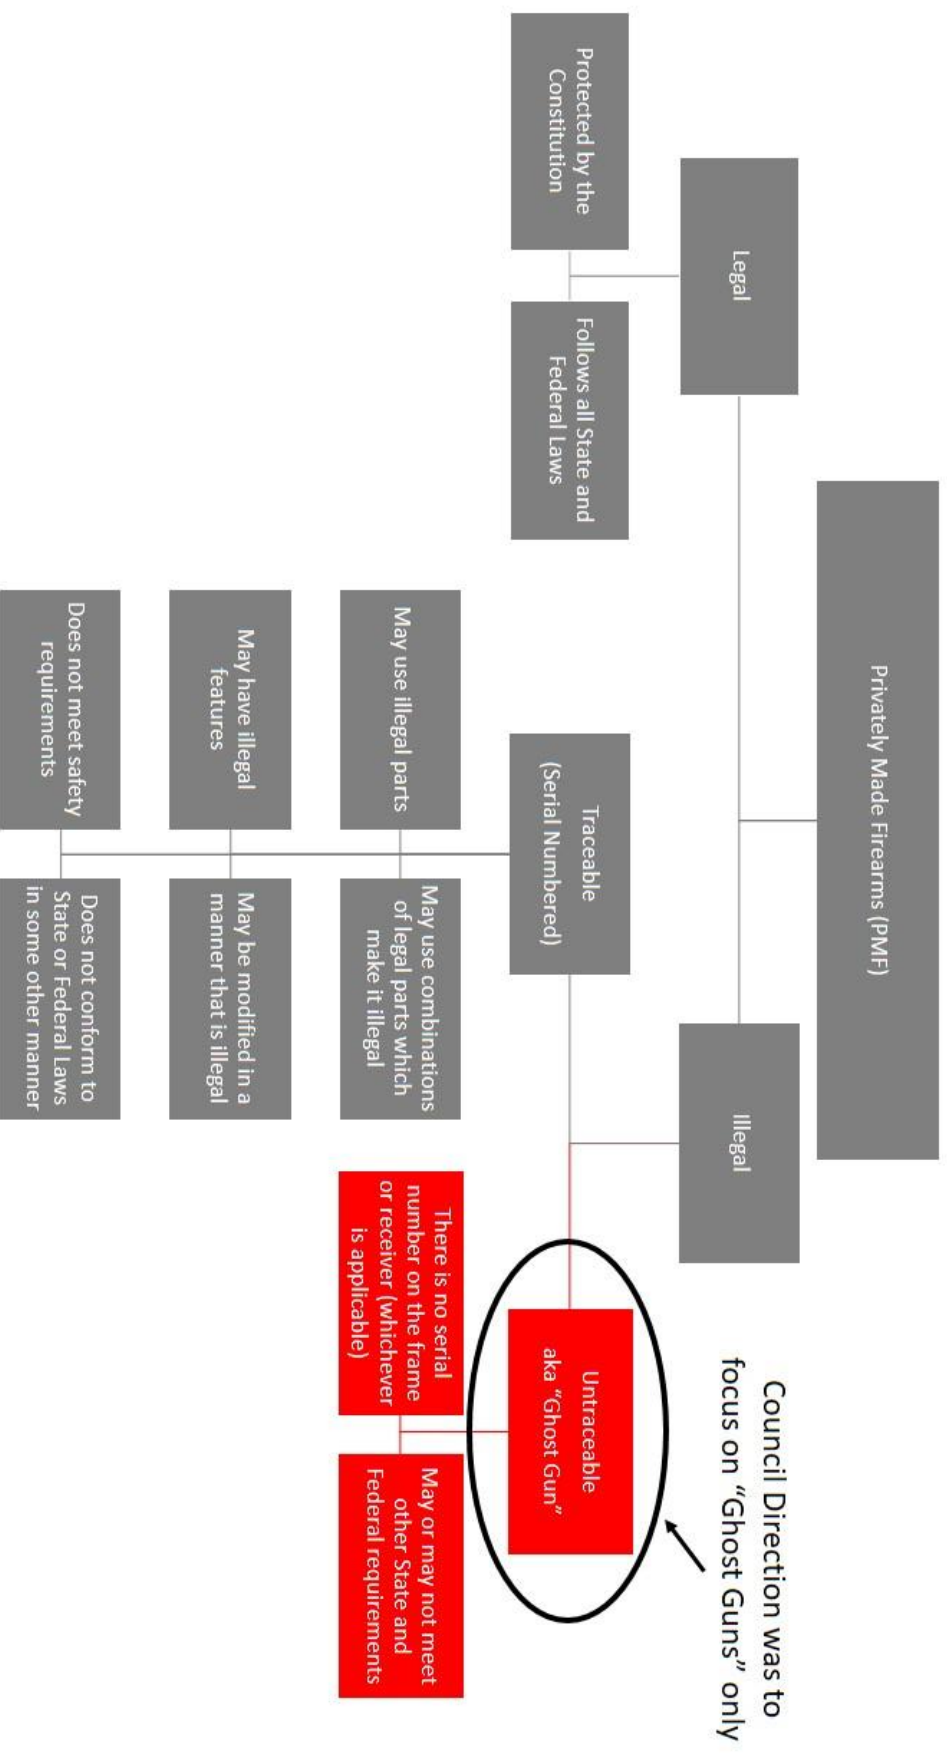 Privately Made Firearms (PMF)
Legal
Illegal
Council Direction was to
focus on “Ghost Guns” only
Protected by the
Constitution
Follows all State and
Federal Laws
Traceable
(Serial Numbered)
Untraceable
aka “Ghost Gun”
May use illegal parts
May use combinations
of legal parts which
make it illegal
There is no serial
number on the frame
or receiver (whichever
is applicable)
May or may not meet
other State and
Federal requirements
May have illegal
features
May be modified in a
manner that is illegal
Does not meet safety
requirements
Does not conform to
State or Federal Laws
in some other manner